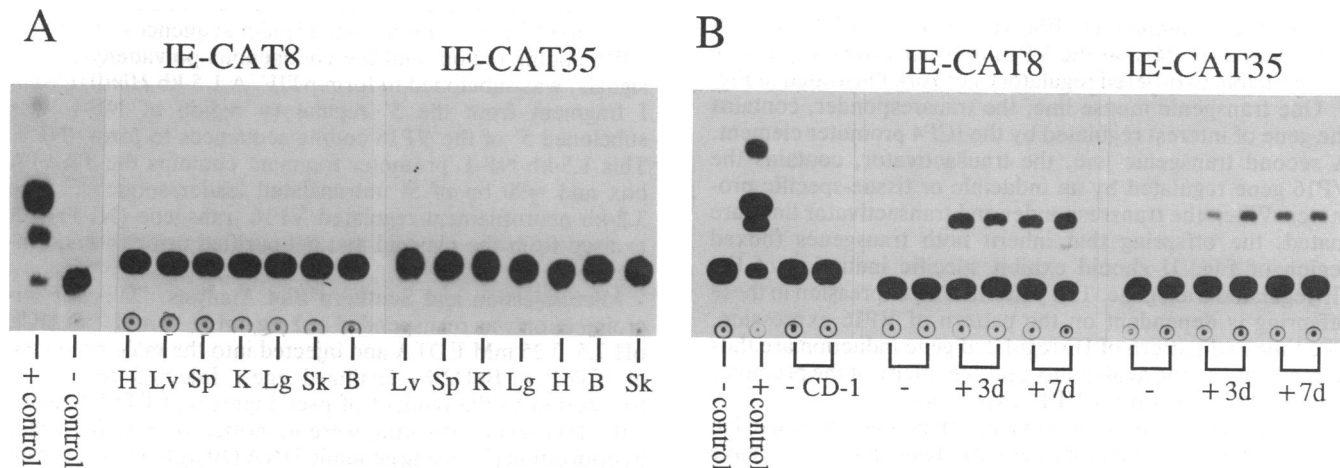 A
IE-CAT8 IE-CAT35
H Lv Sp K Lg Sk B Lv Sp K Lg H B Sk
+ control
- control
B
IE-CAT8 IE-CAT35
- control
+ control
- CD-1 - +3d +7d - +3d +7d